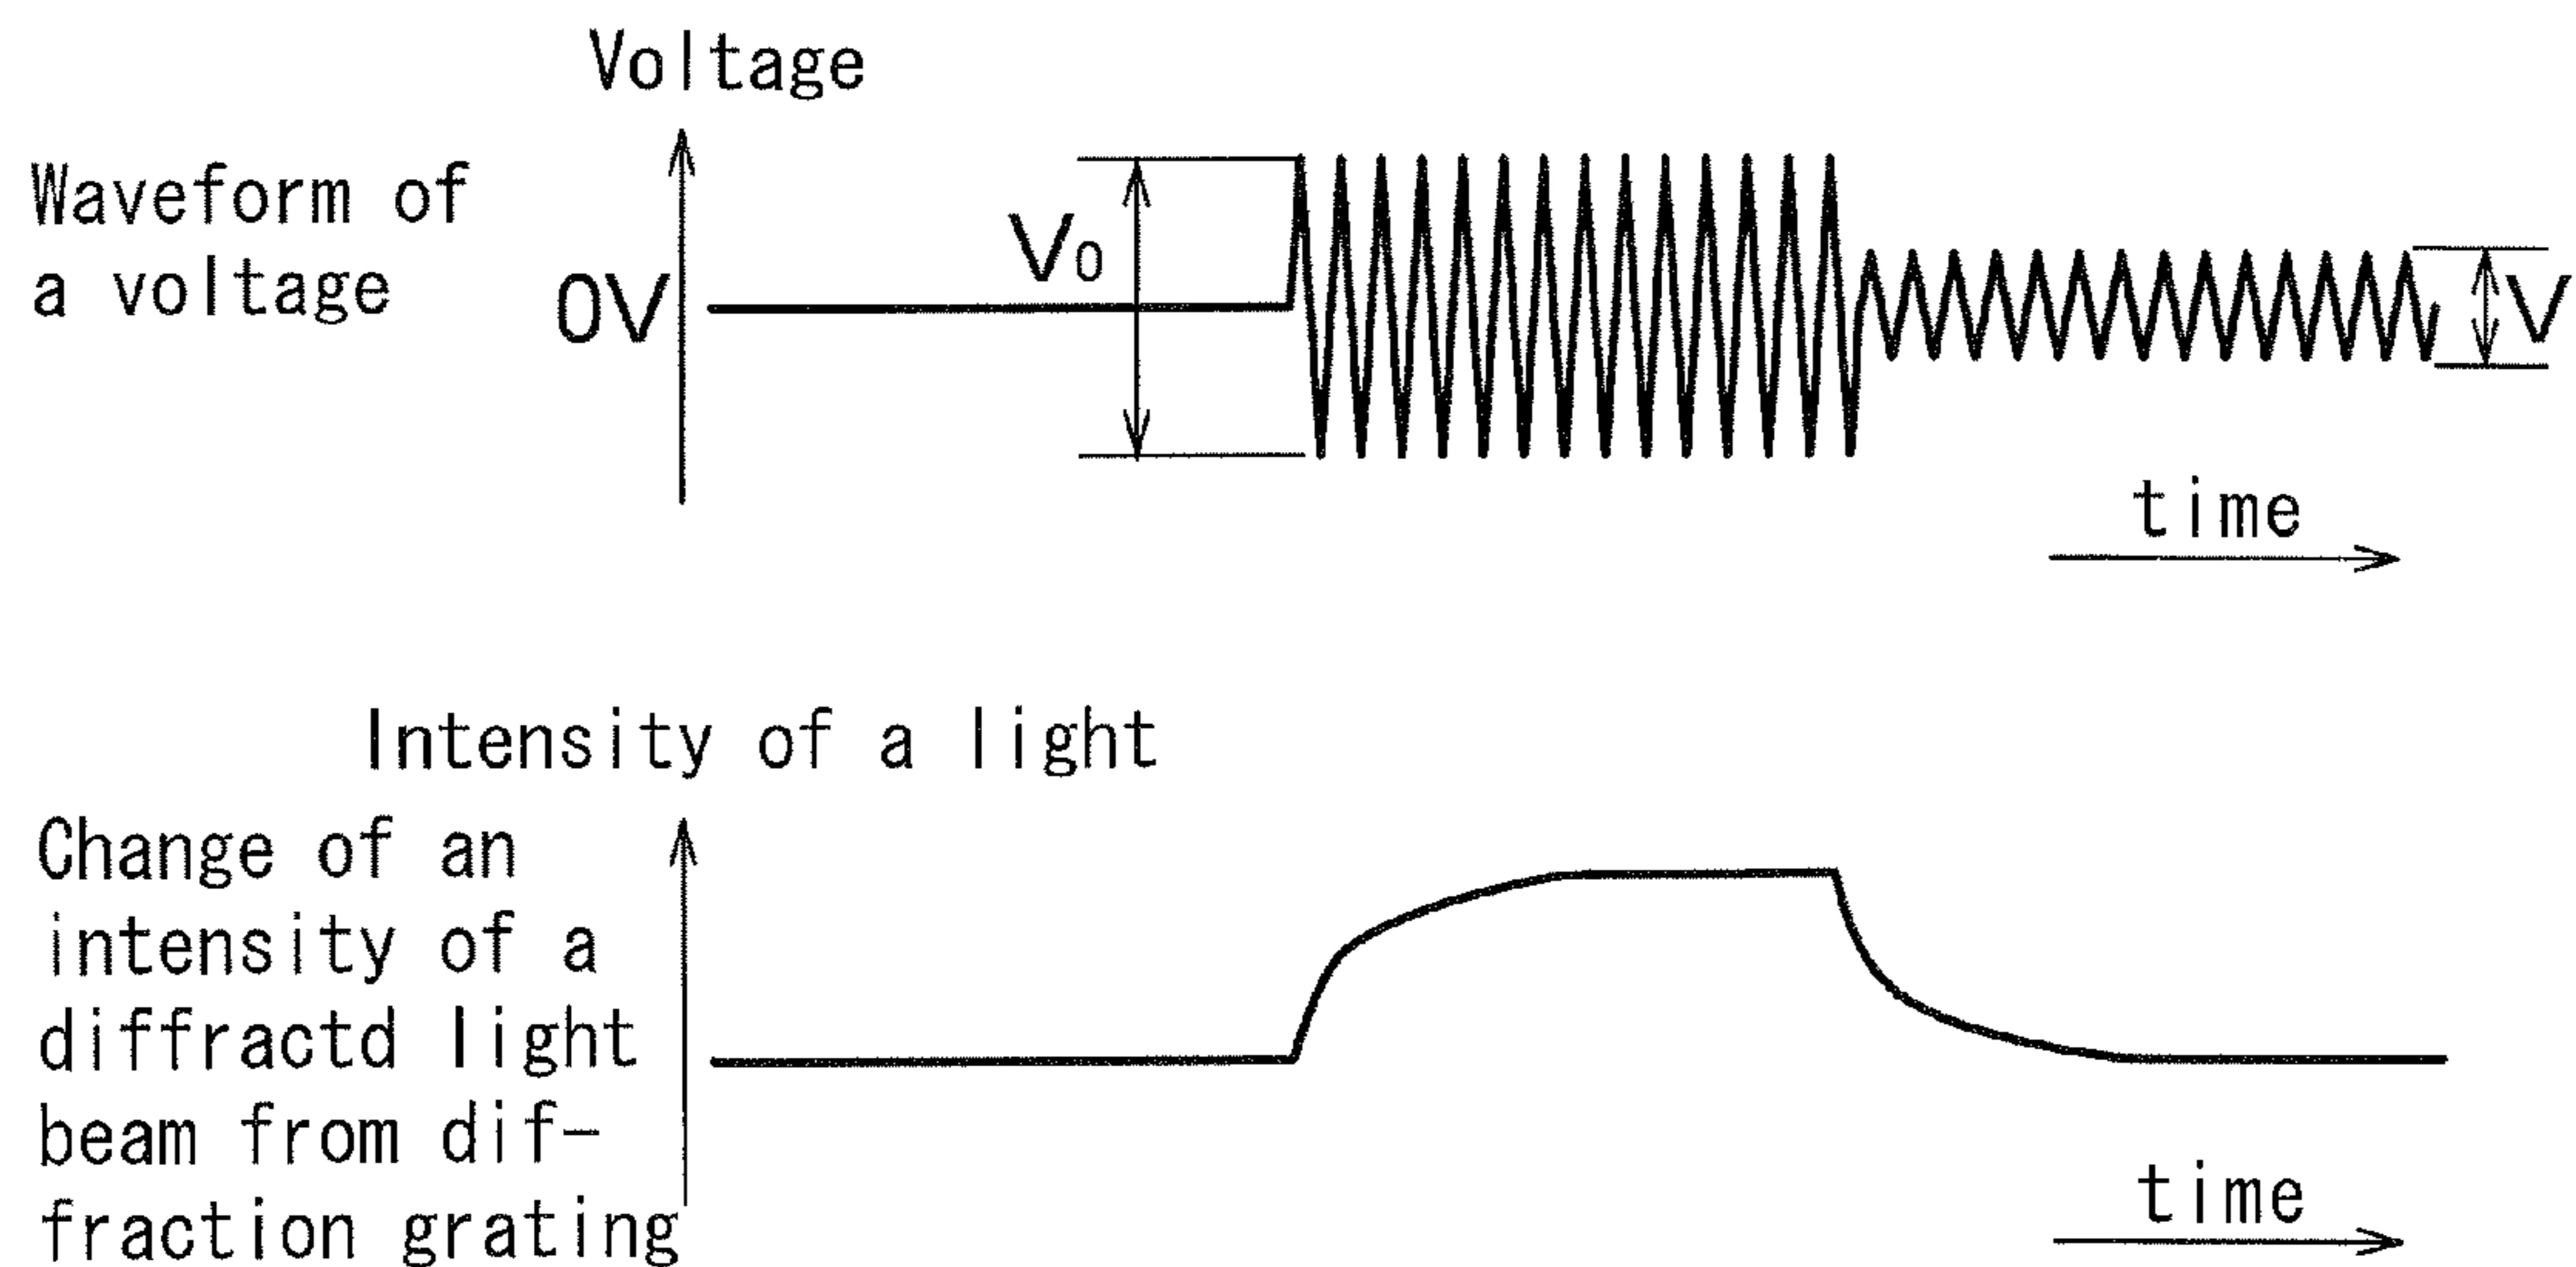 Voltage
Waveform of
a voltage
0V
V0
V
time
Intensity of a light
Change of an
intensity of a
diffractd light
beam from dif-
fraction grating
time